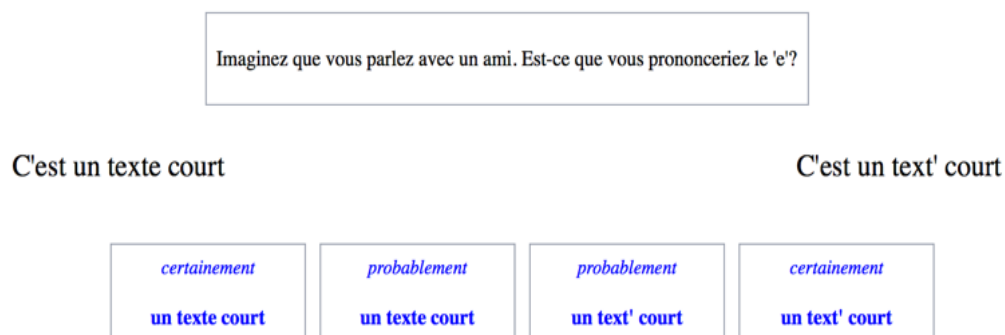 Imaginez que vous parlez avec un ami. Est-ce que vous prononceriez le 'e'?
C'est un texte court C'est un text' court
certainement probablement probablement certainement
un texte court un texte court un text' court un text' court